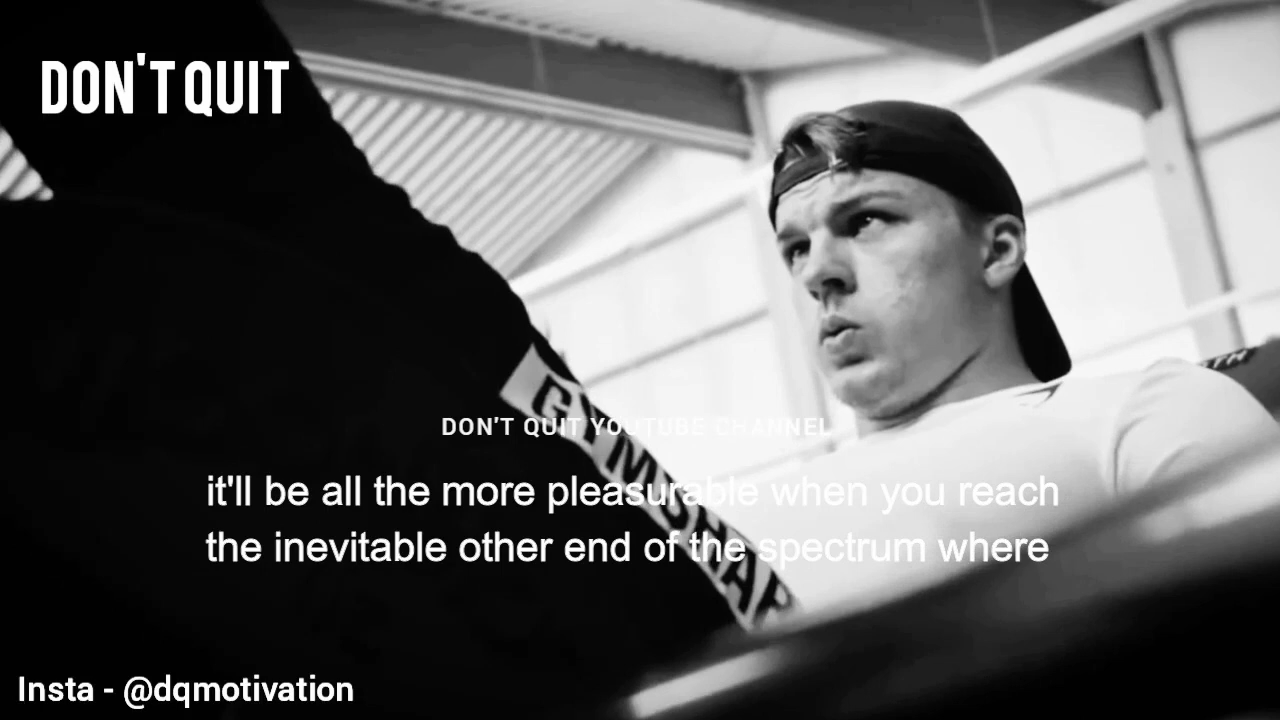 DON'T QUIT
GYMSHAR
DON'T QUIT YOUTUBE CHANNEL
it'll be all the more pleasurable when you reach
the inevitable other end of the spectrum where
Insta - @dqmotivation